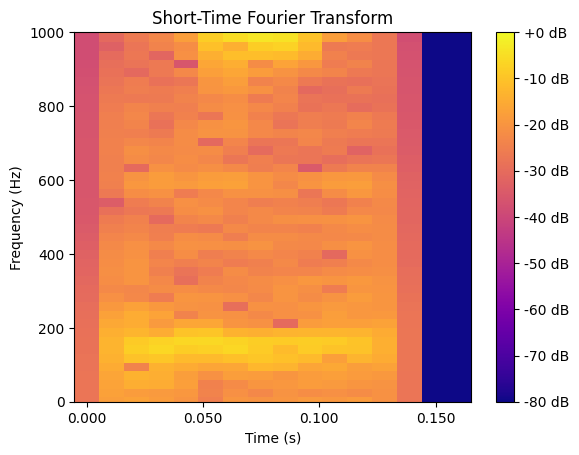 Short-Time Fourier Transform
1000
800
600
400
200
0
Frequency (Hz)
0.000
0.050
0.100
0.150
Time (s)
+0 dB
-10 dB
-20 dB
-30 dB
-40 dB
-50 dB
-60 dB
-70 dB
-80 dB